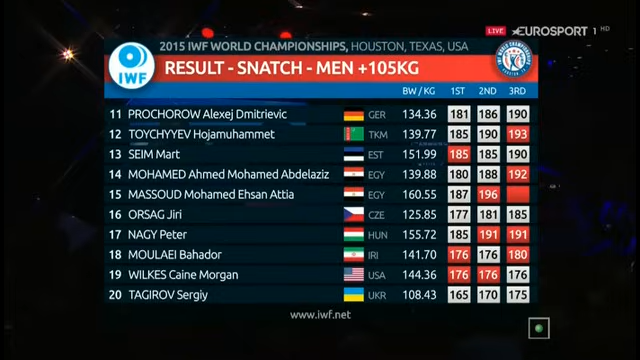 LIVE EUROSPORT 1 HD
2015 IWF WORLD CHAMPIONSHIPS, HOUSTON, TEXAS, USA
IWF
RESULT - SNATCH - MEN +105KG
BW / KG 1ST 2ND 3RD
11 PROCHOROW Alexej Dmitrievic GER 134.36 181 186 190
12 TOYCHYYEV Hojamuhammet TKM 139.77 185 190 193
13 SEIM Mart EST 151.99 185 185 190
14 MOHAMED Ahmed Mohamed Abdelaziz EGY 139.88 180 188 192
15 MASSOUD Mohamed Ehsan Attia EGY 160.55 187 196
16 ORSAG Jiri CZE 125.85 177 181 185
17 NAGY Peter HUN 155.72 185 191 191
18 MOULAEI Bahador IRI 141.70 176 176 180
19 WILKES Caine Morgan USA 144.36 176 176 176
20 TAGIROV Sergiy UKR 108.43 165 170 175
www.iwf.net